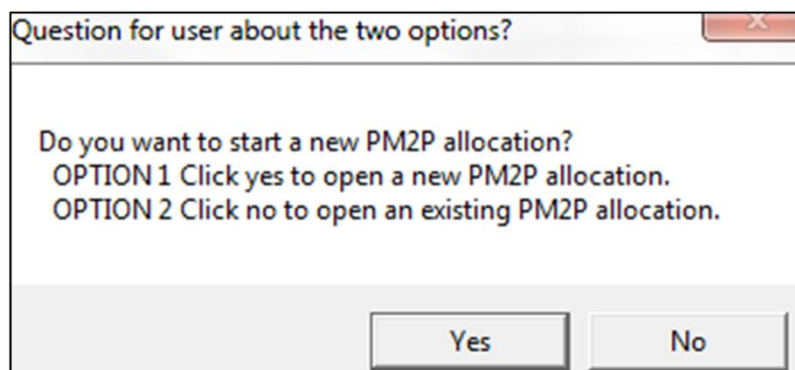 Question for user about the two options?
Do you want to start a new PM2P allocation?
OPTION 1 Click yes to open a new PM2P allocation.
OPTION 2 Click no to open an existing PM2P allocation.
Yes
No